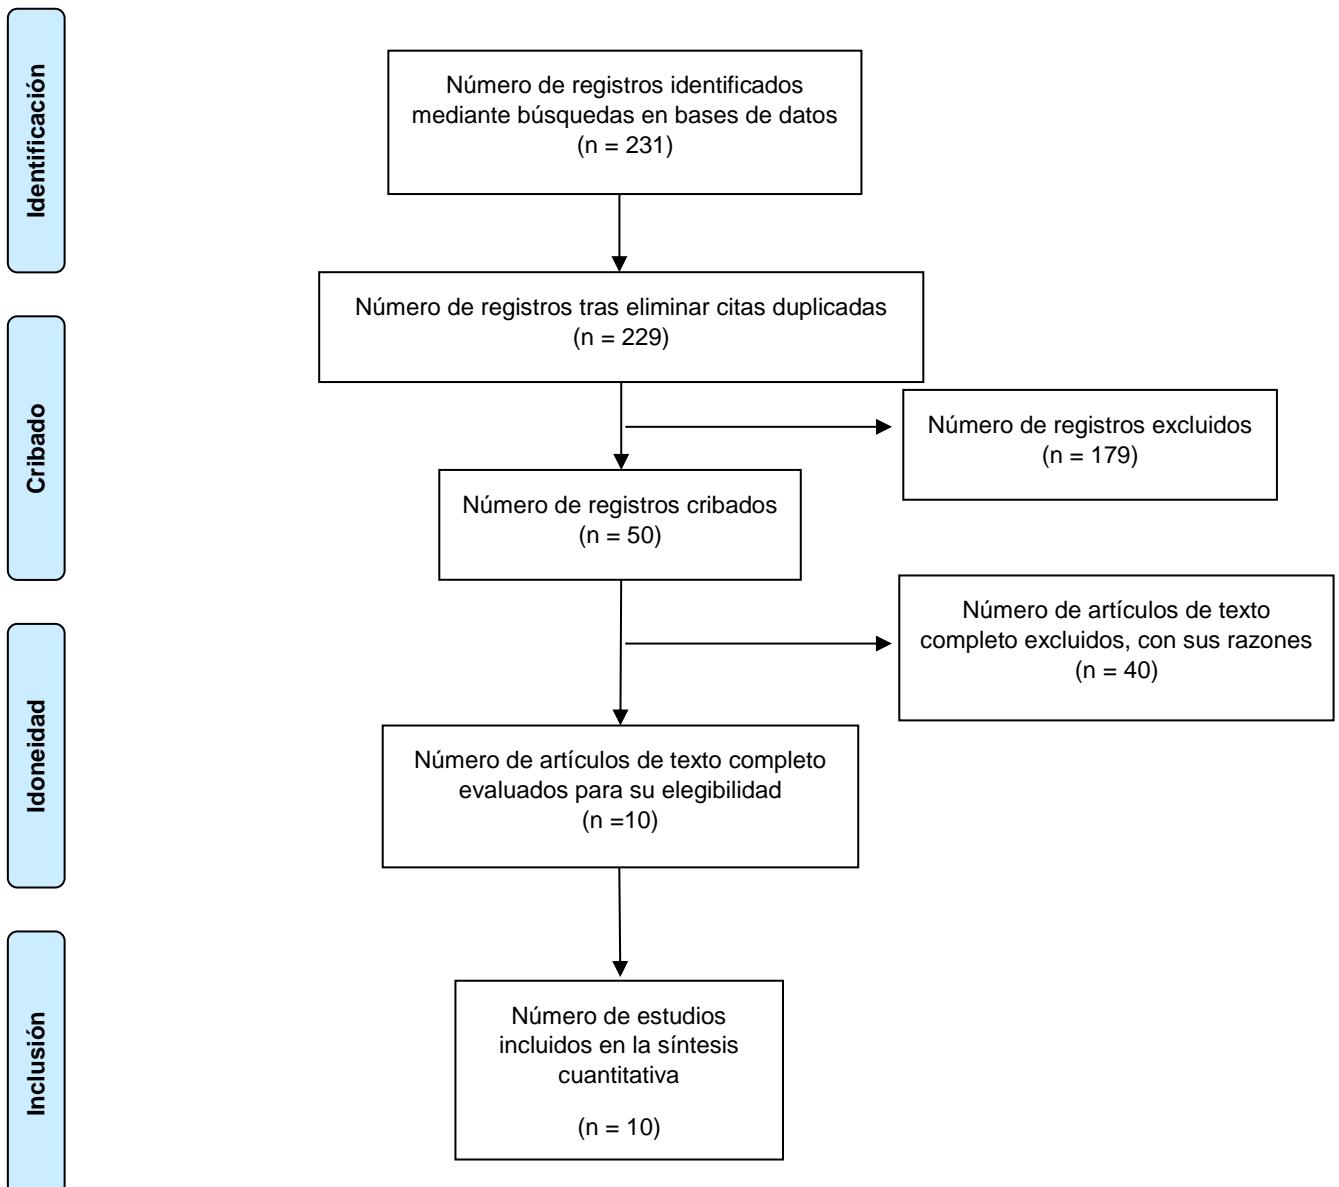 Identificación
Número de registros identificados
mediante búsquedas en bases de datos
(n = 231)
Número de registros tras eliminar citas duplicadas
(n = 229)
Cribado
Número de registros excluidos
(n = 179)
Número de registros cribados
(n = 50)
Número de artículos de texto
completo excluidos, con sus razones
(n = 40)
Idoneidad
Número de artículos de texto completo
evaluados para su elegibilidad
(n =10)
Inclusión
Número de estudios
incluidos en la síntesis
cuantitativa
(n = 10)